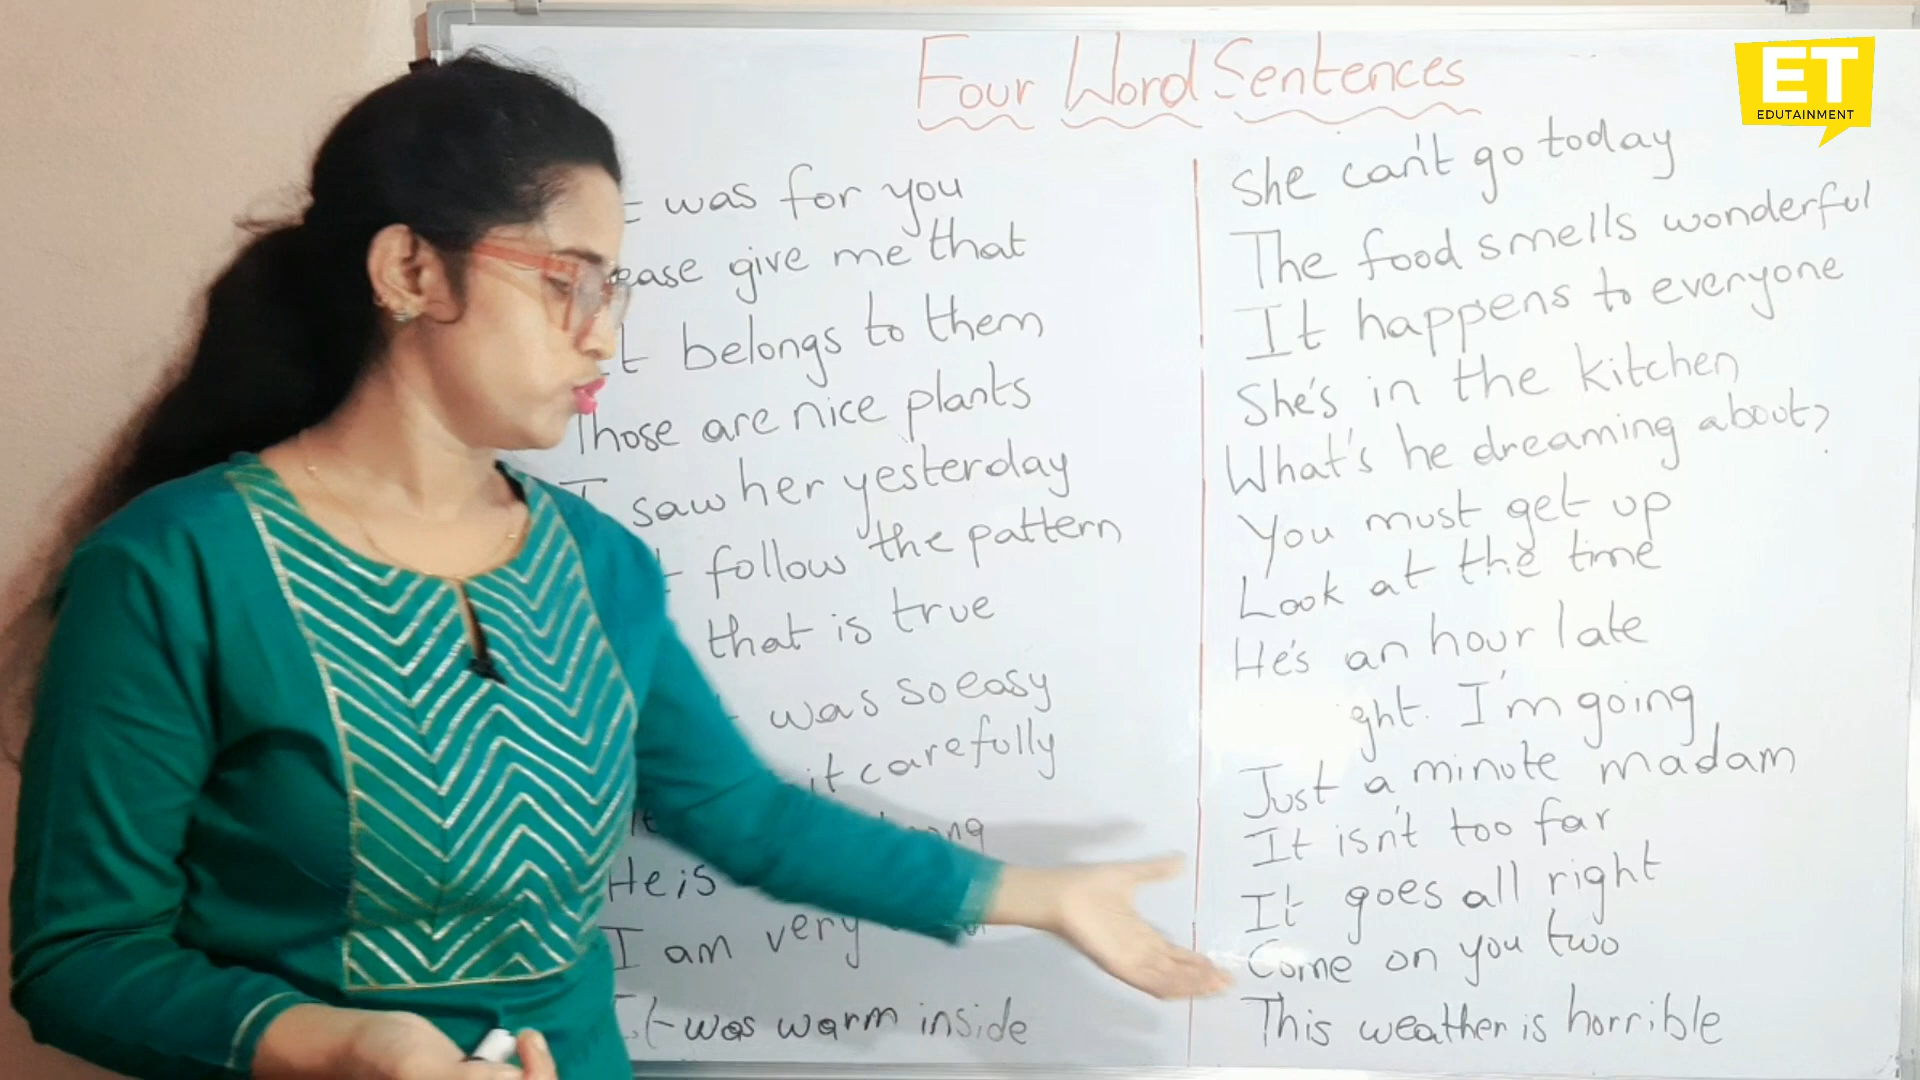 Four Word Sentences
ET
EDUTAINMENT
was for you
give me that
belongs to them
Those are nice plants
I saw her yesterday
follow the pattern
that is true
was so easy
it carefully
He is
I am very
It was warm inside
She can't go today
The food smells wonderful
It happens to everyone
She's in the kitchen
What's he dreaming about?
You must get up
Look at the time
He's an hour late
I'm going
Just a minute madam
It isn't too far
It goes all right
Come on you two
This weather is horrible